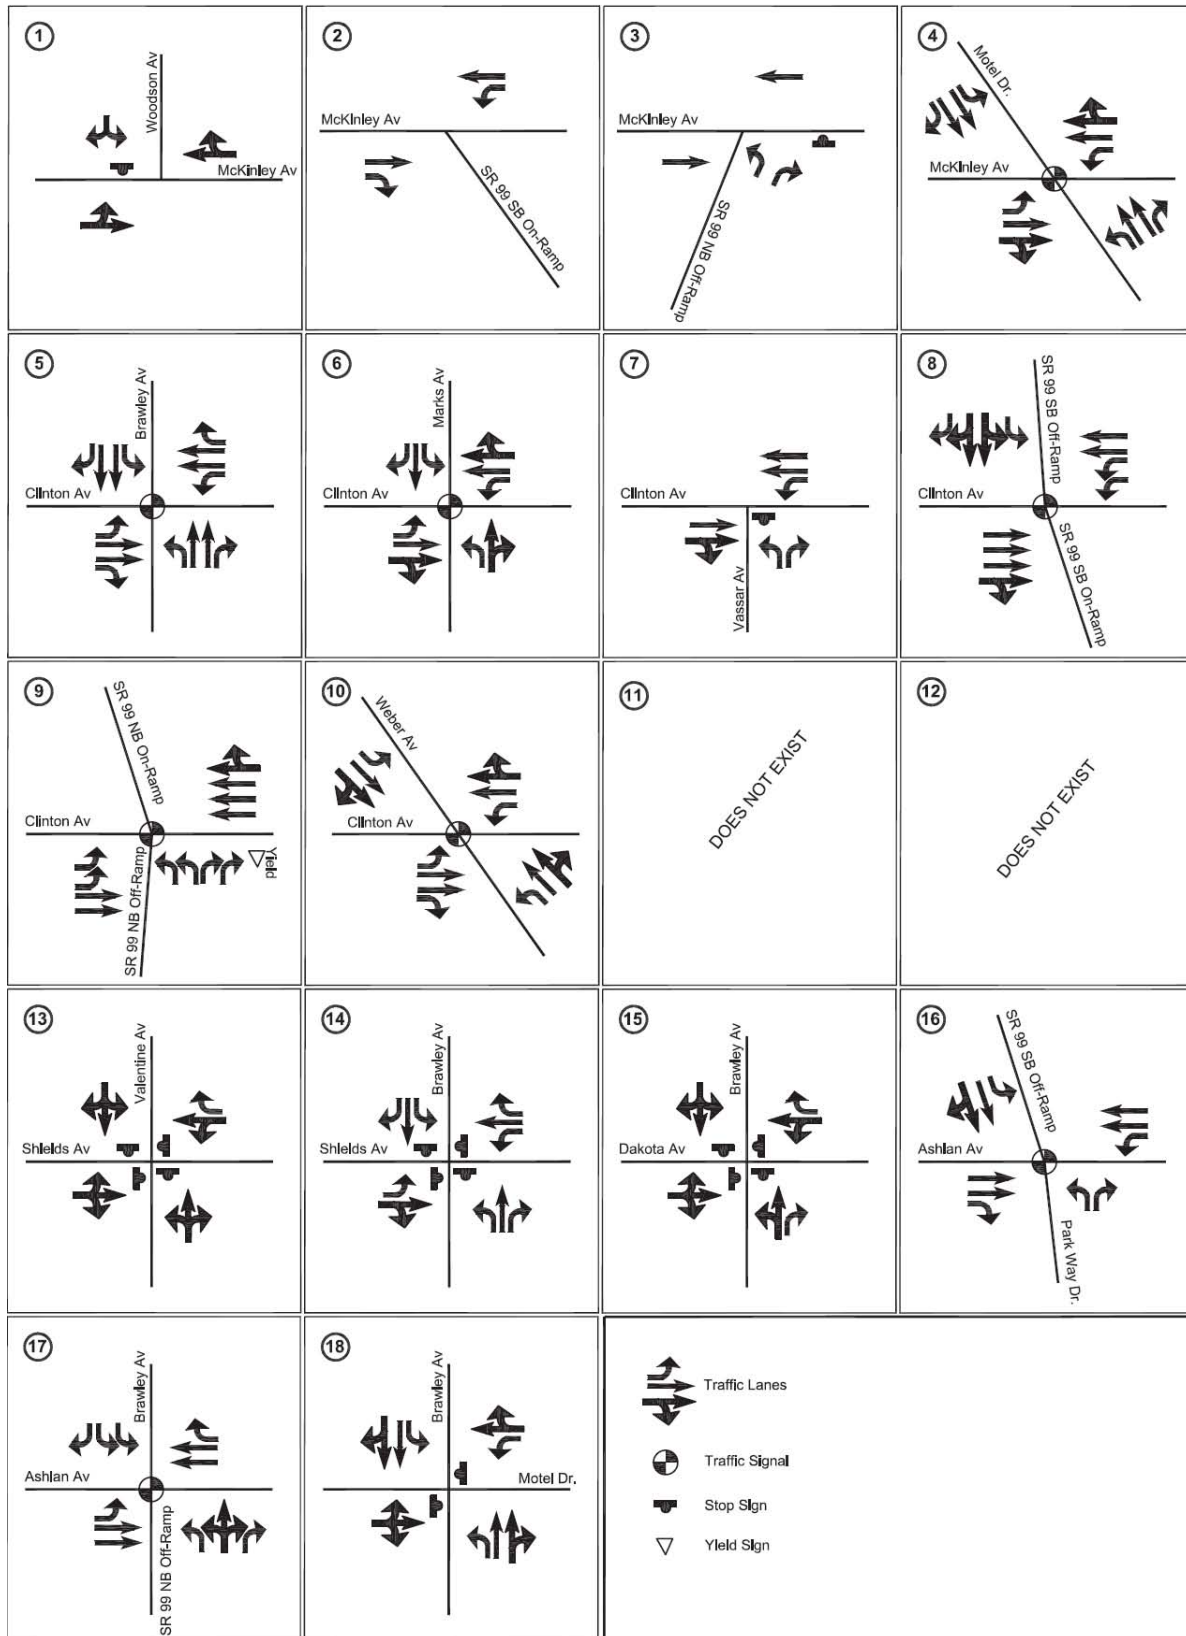 1
Woodson Av
McKinley Av
2
McKinley Av
SR 99 SB On-Ramp
3
McKinley Av
SR 99 NB Off-Ramp
4
Motel Dr.
McKinley Av
5
Brawley Av
Clinton Av
6
Marks Av
Clinton Av
7
Clinton Av
Vassar Av
8
SR 99 SB Off-Ramp
Clinton Av
SR 99 SB On-Ramp
9
SR 99 NB On-Ramp
Clinton Av
Yield
SR 99 NB Off-Ramp
10
Weber Av
Clinton Av
11
DOES NOT EXIST
12
DOES NOT EXIST
13
Valentine Av
Shields Av
14
Brawley Av
Shields Av
15
Brawley Av
Dakota Av
16
SR 99 SB Off-Ramp
Ashlan Av
Park Way Dr.
17
Brawley Av
Ashlan Av
SR 99 NB Off-Ramp
18
Brawley Av
Motel Dr.
Traffic Lanes
Traffic Signal
Stop Sign
Yield Sign